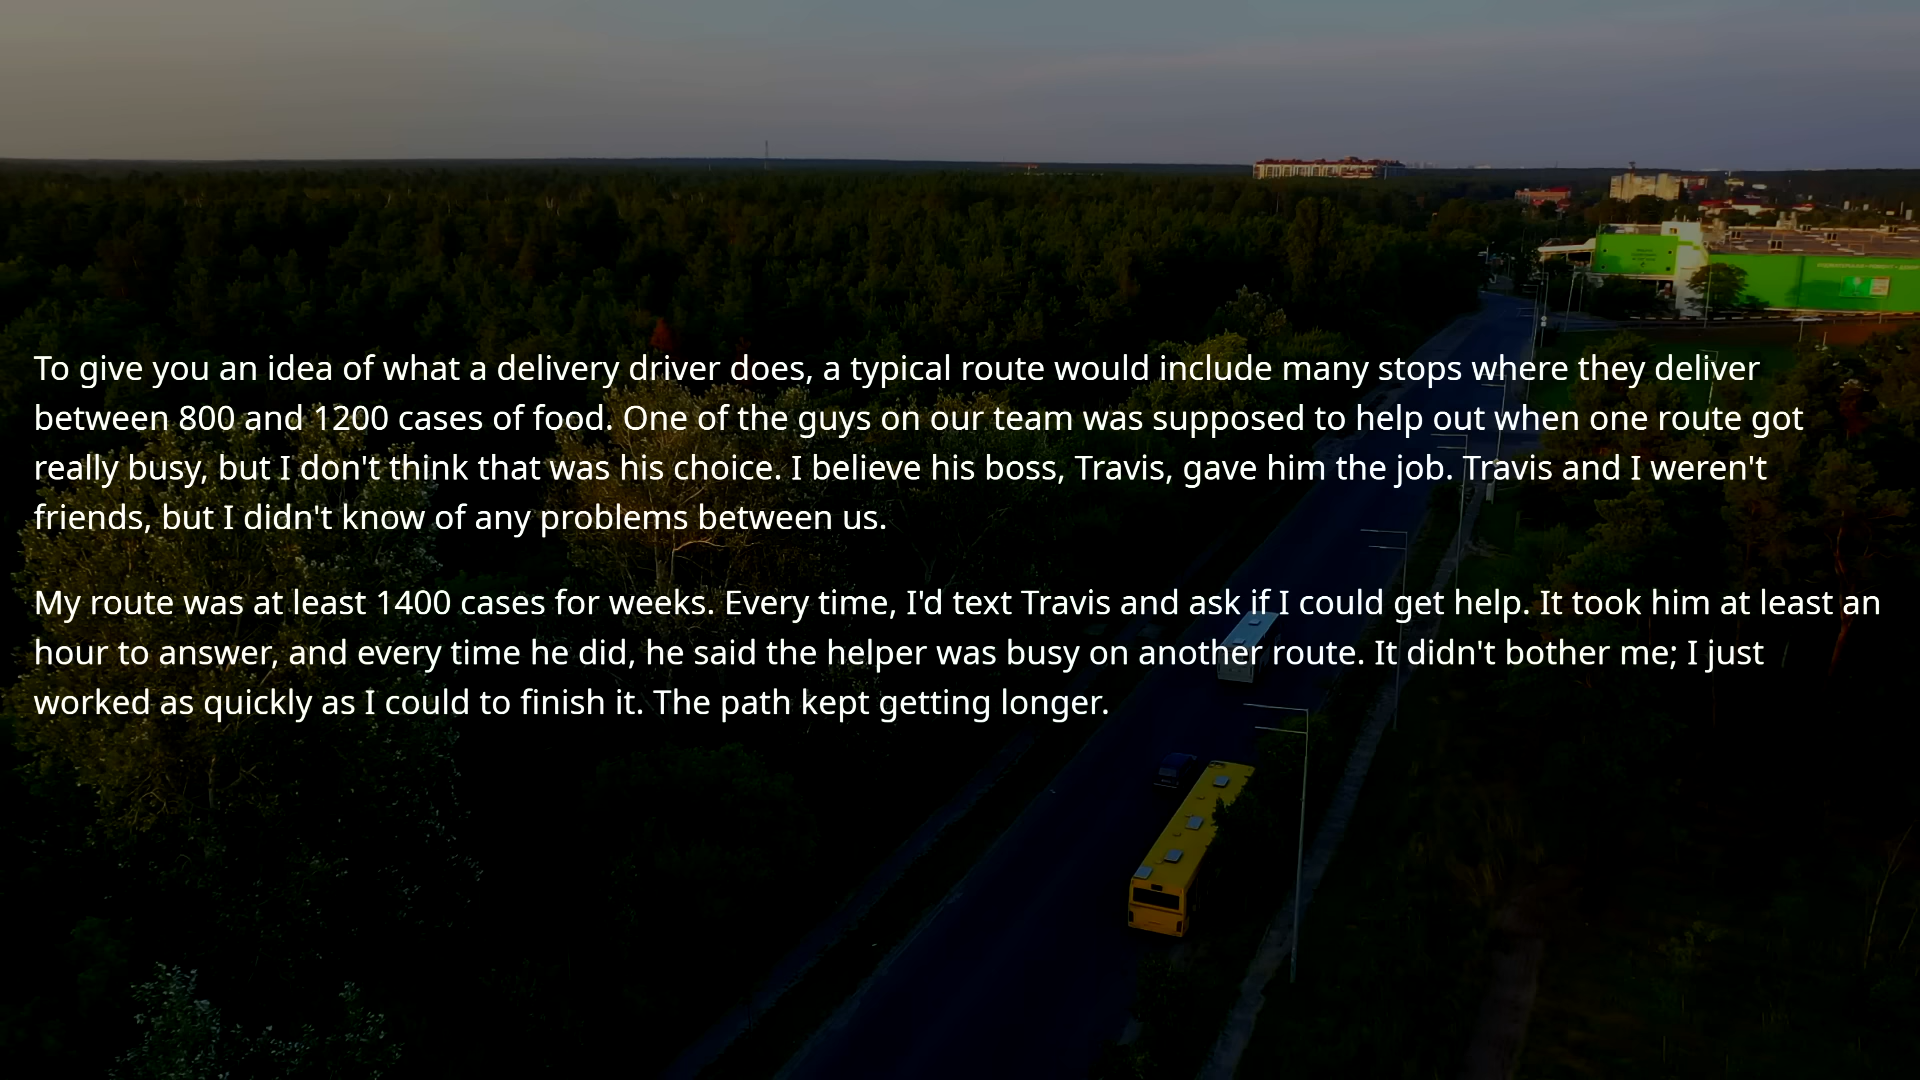 To give you an idea of what a delivery driver does, a typical route would include many stops where they deliver
between 800 and 1200 cases of food. One of the guys on our team was supposed to help out when one route got
really busy, but I don't think that was his choice. I believe his boss, Travis, gave him the job. Travis and I weren't
friends, but I didn't know of any problems between us.
My route was at least 1400 cases for weeks. Every time, I'd text Travis and ask if I could get help. It took him at least an
hour to answer, and every time he did, he said the helper was busy on another route. It didn't bother me; I just
worked as quickly as I could to finish it. The path kept getting longer.